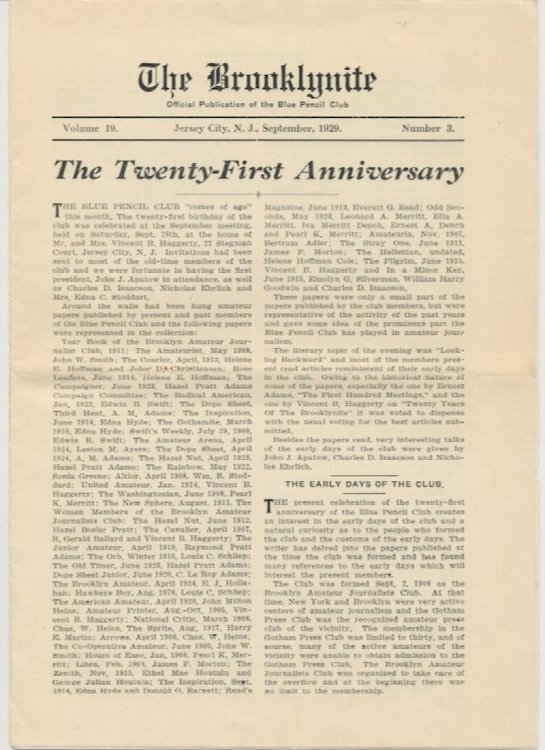 The Brooklynite
Official Publication of the Blue Pencil Club
Volume 19. Jersey City, N. J., September, 1929. Number 3.
The Twenty-First Anniversary
THE BLUE PENCIL CLUB "comes of age"
this month, The twenty-first birthday of the
club was celebrated at the September meeting,
held on Saturday, Sept. 28th, at the home of
Mr, and Mrs, Vincent B, Haggerty, 21 Stegman
Court, Jersey City, N, J. Invitations had been
sent to most of the old-time members of the
club and we were fortunate in having the first
president, John J. Apatow in attendance, as well
as Charles D. Isaacson, Nicholas Ehrlich and
Mrs, Edna C. Stoddart,
Around the walls had been hung amateur
papers published by present and past members
of the Blue Pencil Club and the following papers
were represented in the collection:
Year Book of the Brooklyn Amateur Jour-
nalist Club, 1911; The Amateurist, May 1908,
John W. Smith; The Courier, April, 1912, Helene
E. Hoffman and John D. Christiansen; Rose
Leaflets, June 1914, Helene E. Hoffman; The
Campaigner, June 1923, Hazel Pratt Adams
Campaign Committee; The Radical American,
Jan, 1922, Edwin B. Swift; The Dope Sheet,
Third Heat, A. M, Adams; The Inspiration,
June 1914, Edna Hyde; The Gothamite, March
1910, Edna Hyde; Swift's Weekly, July 29, 1908,
Edwin B. Swift; The Amateur Arena, April
1924, Leston M. Ayers; The Dope Sheet, April
1924, A, M, Adams; The Hazel Nut, April 1923,
Hazel Pratt Adams; The Rainbow, May 1922,
Sonia Greene; Altior, April 1908, Wm, B. Stod-
dard; United Amateur, Jan. 1914, Vincent B.
Haggerty: The Washingtonian, June 1908, Pearl
K, Merritt; The New Sphere, August, 1911, The
Women Members of the Brooklyn Amateur
Journalists Club; The Hazel Nut, June 1912,
Hazel Bosler Pratt; The Cavalier, April 1907,
R, Gerald Ballard and Vincent B. Haggerty; The
Junior Amateur, April 1919, Raymond Pratt
Adams; The Orb, Winter 1916, Louis C. Schilep;
The Old Timer, June 1923, Hazel Pratt Adams;
Dope Sheet Junior, June 1920, C. Le Roy Adams;
The Brooklyn Amateur, April 1924, E. J, Holla-
han; Hawkeye Boy, Aug. 1878, Louis C, Schilep;
The American Amateur, April 1920, John Milton
Heins; Amateur Printer, Aug.-Oct, 1905, Vin-
cent B. Haggerty; National Critic, March 1908,
Chas, W. Heins, The Sprite, Aug, 1917, Harry
E. Martin; Arrows, April 1906, Chas. W, Heins;
The Co-Operative Amateur, June 1905, John W.
Smith; Hours of Ease, Jan, 1909, Pearl K, Mer-
ritt; Libra, Feb, 1909, James F. Morton; The
Zenith, Nov, 1915, Ethel Mae Houtain and
George Julian Houtain; The Inspiration, Sept.
1914, Edna Hyde and Donald G. Barnett; Read's
Magazine, June 1913, Everatt G. Read; Odd Sec-
onds, May 1923, Leonard A. Merritt, Ella A.
Merritt, Iva Merritt Dench, Ernest A, Dench
and Pearl K, Merritt; Amateuria, Nov. 1907,
Bertram Adler; The Stray One, June 1911,
James F. Morton; The Hellenian, undated,
Helene Hoffman Cole; The Pilgrim, June 1915,
Vincent B. Haggerty and In a Minor Key,
June 1915, Emolyn G, Silverman, William Harry
Goodwin and Charles D, Isaacson,
These papers were only a small part of the
papers published by the club members, but were
representative of the activity of the past years
and gave some idea of the prominent part the
Blue Pencil Club has played in amateur jour-
nalism.
The literary topic of the evening was "Look-
ing Backward" and most of the members pres-
ent read articles reminiscent of their early days
in the club. Owing to the historical nature of
some of the papers, especially the one by Ernest
Adams, "The First Hundred Meetings," and the
one by Vincent B, Haggerty on "Twenty Years
Of The Brooklynite" it was voted to dispense
with the usual voting for the best articles sub-
mitted,
Besides the papers read, very interesting talks
of the early days of the club were given by
John J. Apatow, Charles D. Isaacson and Nicho-
las Ehrlich.
THE EARLY DAYS OF THE CLUB.
THE present celebration of the twenty-first
anniversary of the Blue Pencil Club creates
an interest in the early days of the club and a
natural curiosity as to the people who formed
the club and the customs of the early days. The
writer has delved into the papers published at
the time the club was formed and has found
many references to the early days which will
interest the present members.
The Club was formed Sept, 2, 1908 as the
Brooklyn Amateur Journalists Club. At that
time, New York and Brooklyn were very active
centers of amateur journalism and the Gotham
Press Club was the recognized amateur press
club of the vicinity. The membership in the
Gotham Press Club was limited to thirty, and of
course, many of the active amateurs of the
vicinity were unable to obtain admission to the
Gotham Press Club, The Brooklyn Amateur
Journalists Club was organized to take care of
the overflow and at the beginning there was
no limit to the membership.